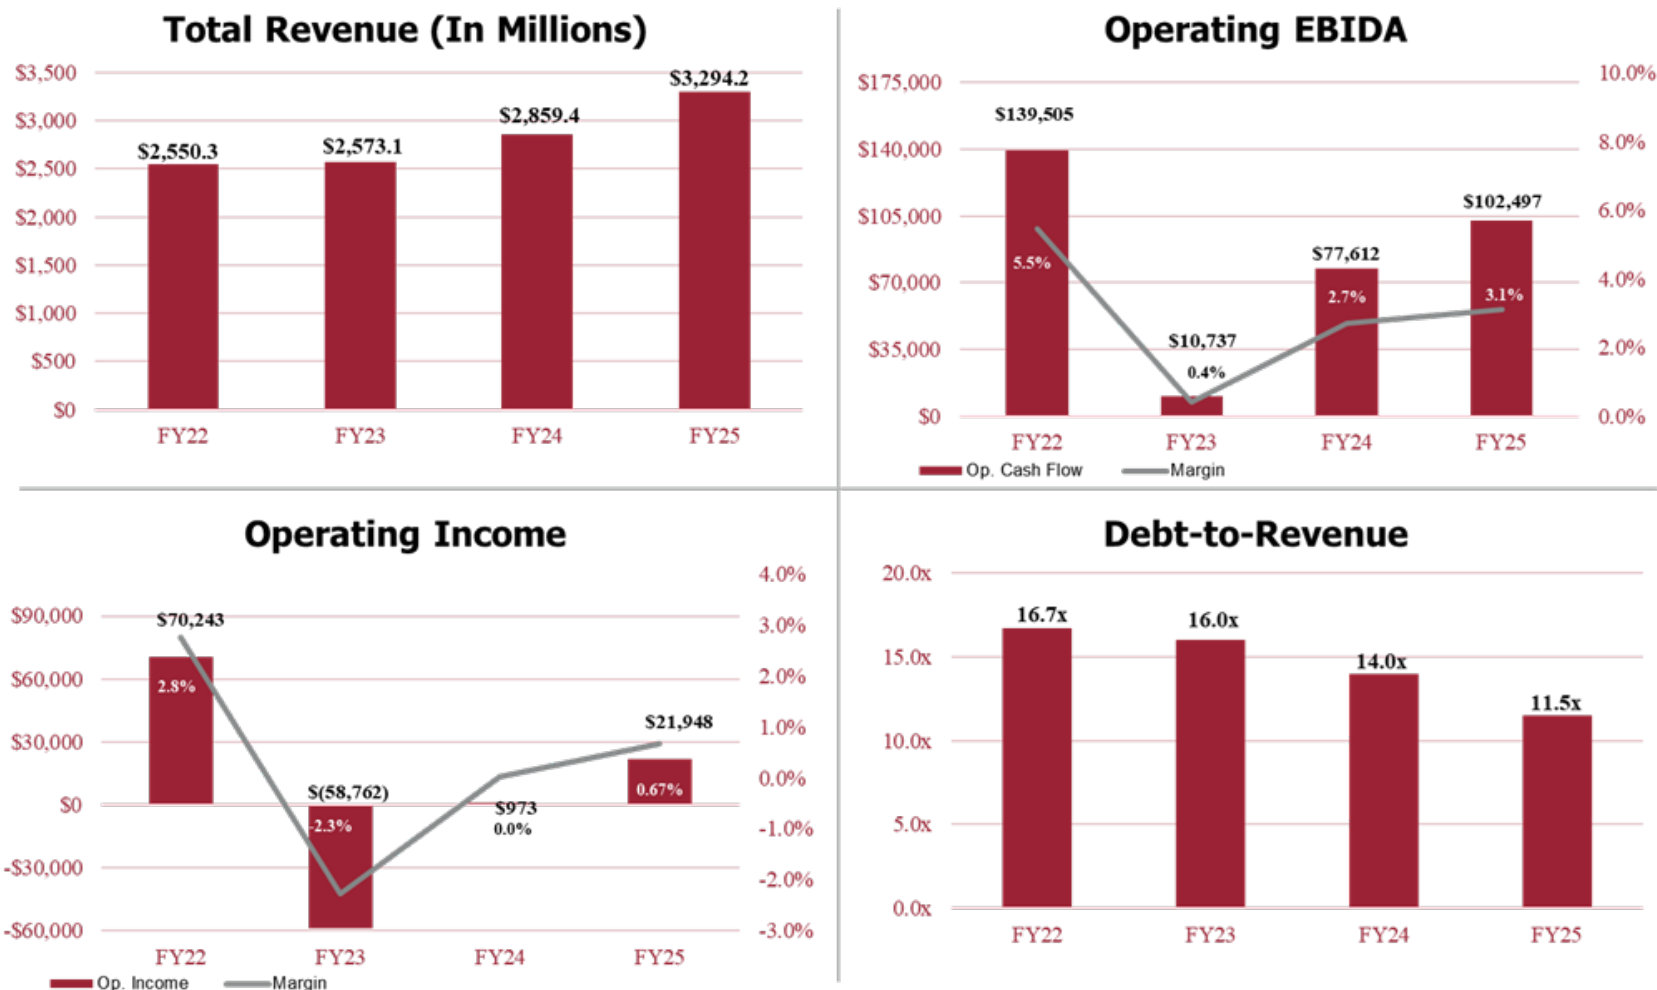 Total Revenue (In Millions)
$3,500
$3,000
$2,500
$2,000
$1,500
$1,000
$500
$0
$2,550.3
$2,573.1
$2,859.4
$3,294.2
FY22
FY23
FY24
FY25
Operating EBIDA
$175,000
$140,000
$105,000
$70,000
$35,000
$0
10.0%
8.0%
6.0%
4.0%
2.0%
0.0%
$139,505
5.5%
$10,737
0.4%
$77,612
2.7%
$102,497
3.1%
FY22
FY23
FY24
FY25
Op. Cash Flow
Margin
Operating Income
$90,000
$60,000
$30,000
$0
-$30,000
-$60,000
4.0%
3.0%
2.0%
1.0%
0.0%
-1.0%
-2.0%
-3.0%
$70,243
2.8%
$(58,762)
-2.3%
$973
0.0%
$21,948
0.67%
FY22
FY23
FY24
FY25
Op. Income
Margin
Debt-to-Revenue
20.0x
15.0x
10.0x
5.0x
0.0x
16.7x
16.0x
14.0x
11.5x
FY22
FY23
FY24
FY25